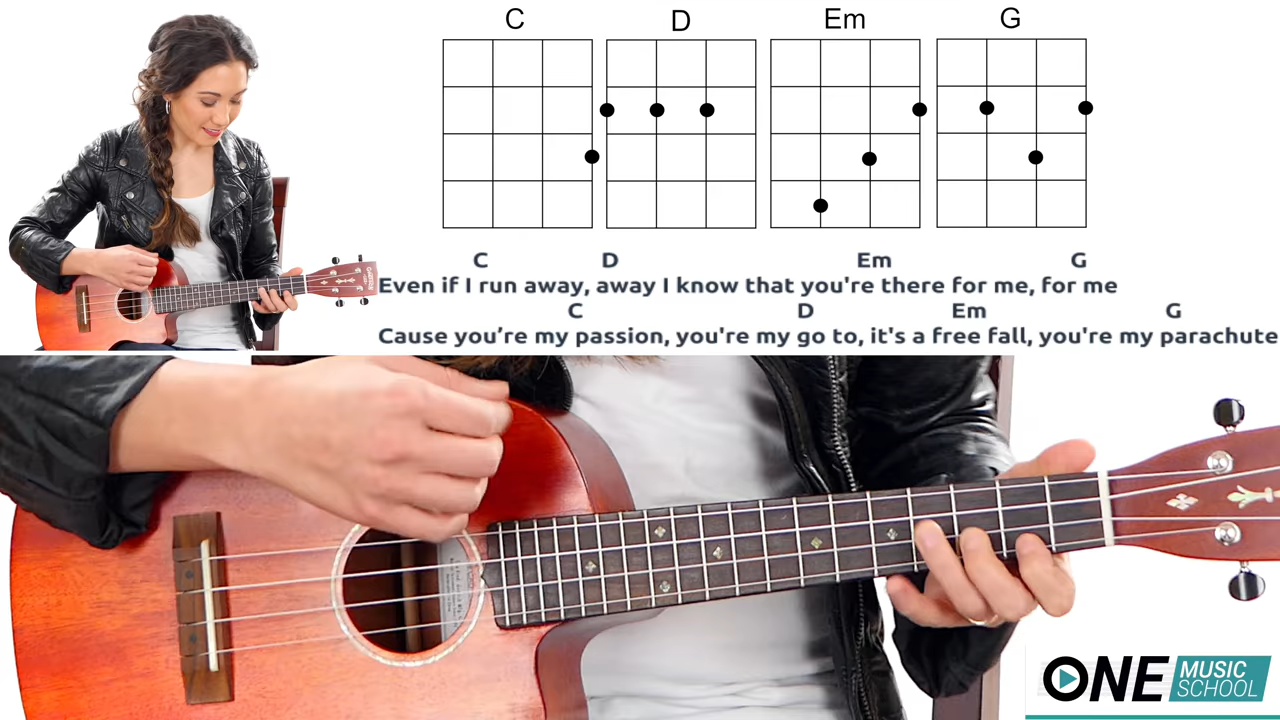 C D Em G
C D Em G
Even if I run away, away I know that you're there for me, for me
C D Em G
Cause you’re my passion, you're my go to, it's a free fall, you're my parachute
ONE MUSIC SCHOOL